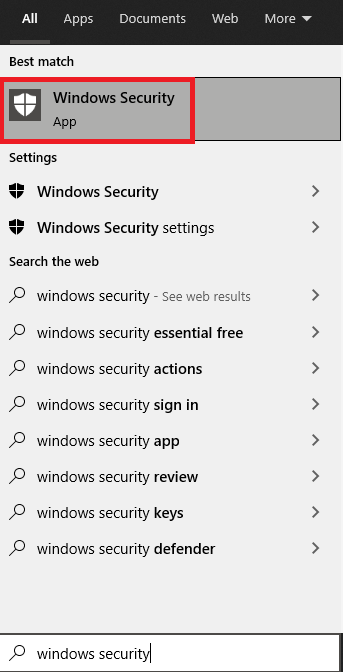 All Apps Documents Web More
Best match
Windows Security
App
Settings
Windows Security
Windows Security settings
Search the web
windows security - See web results
windows security essential free
windows security actions
windows security sign in
windows security app
windows security review
windows security keys
windows security defender
windows security